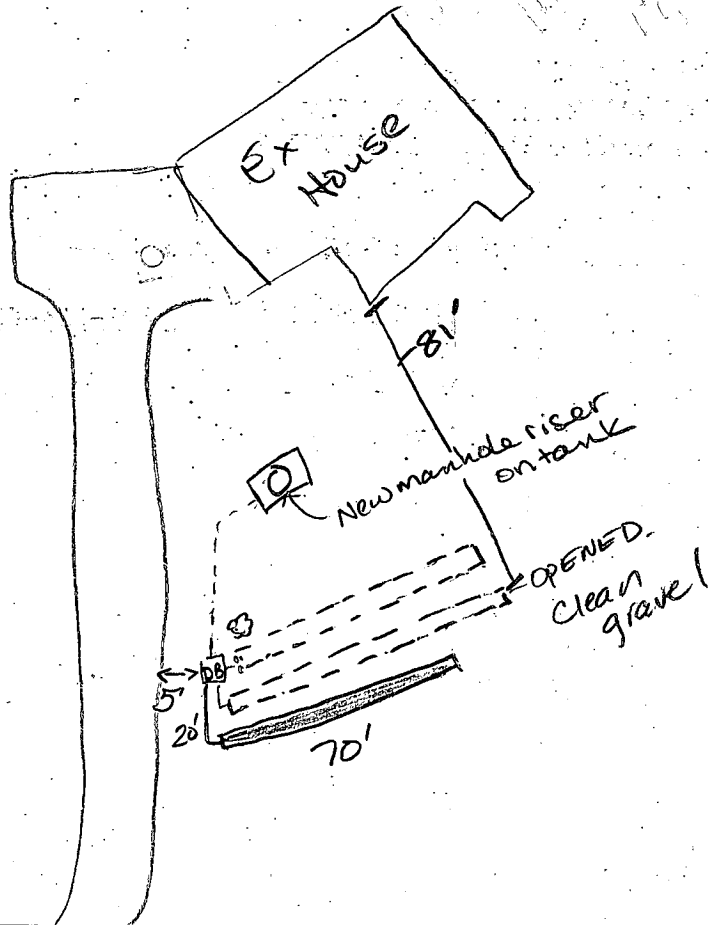 Ex
House
81'
New manhole riser
on tank
OPENED.
Clean
gravel
DB
5'
20'
70'